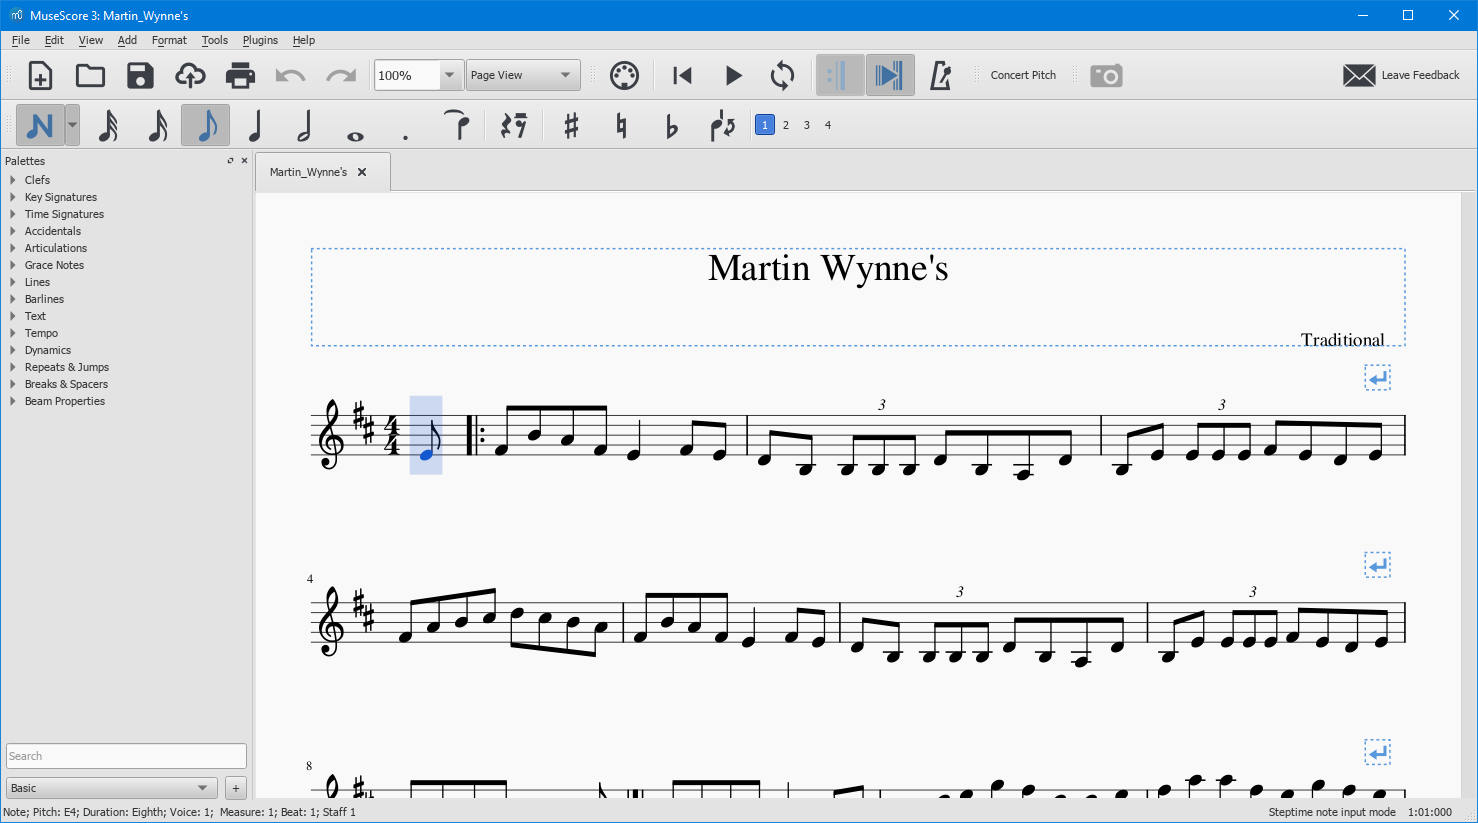 MuseScore 3: Martin_Wynne's
File Edit View Add Format Tools Plugins Help
100% Page View Concert Pitch Leave Feedback
1 2 3 4
Palettes
Clefs
Key Signatures
Time Signatures
Accidentals
Articulations
Grace Notes
Lines
Barlines
Text
Tempo
Dynamics
Repeats & Jumps
Breaks & Spacers
Beam Properties
Search
Basic +
Martin_Wynne's
Martin Wynne's
Traditional
3 3
4
4
4
3 3
8
Note; Pitch: E4; Duration: Eighth; Voice: 1; Measure: 1; Beat: 1; Staff 1
Steptime note input mode 1:01:000